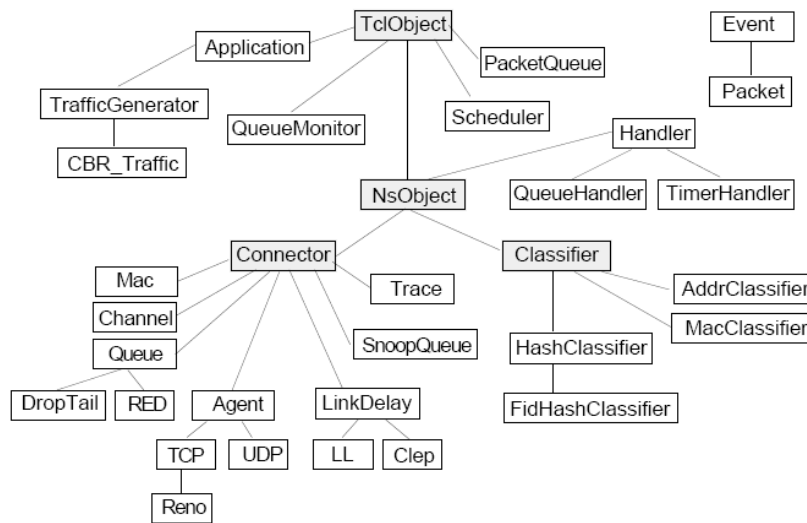 TclObject
Event
Application
PacketQueue
Packet
TrafficGenerator
Scheduler
QueueMonitor
Handler
CBR_Traffic
NsObject
QueueHandler
TimerHandler
Connector
Classifier
Mac
Trace
AddrClassifier
Channel
MacClassifier
Queue
SnoopQueue
HashClassifier
DropTail
RED
Agent
LinkDelay
FidHashClassifier
TCP
UDP
LL
Clep
Reno